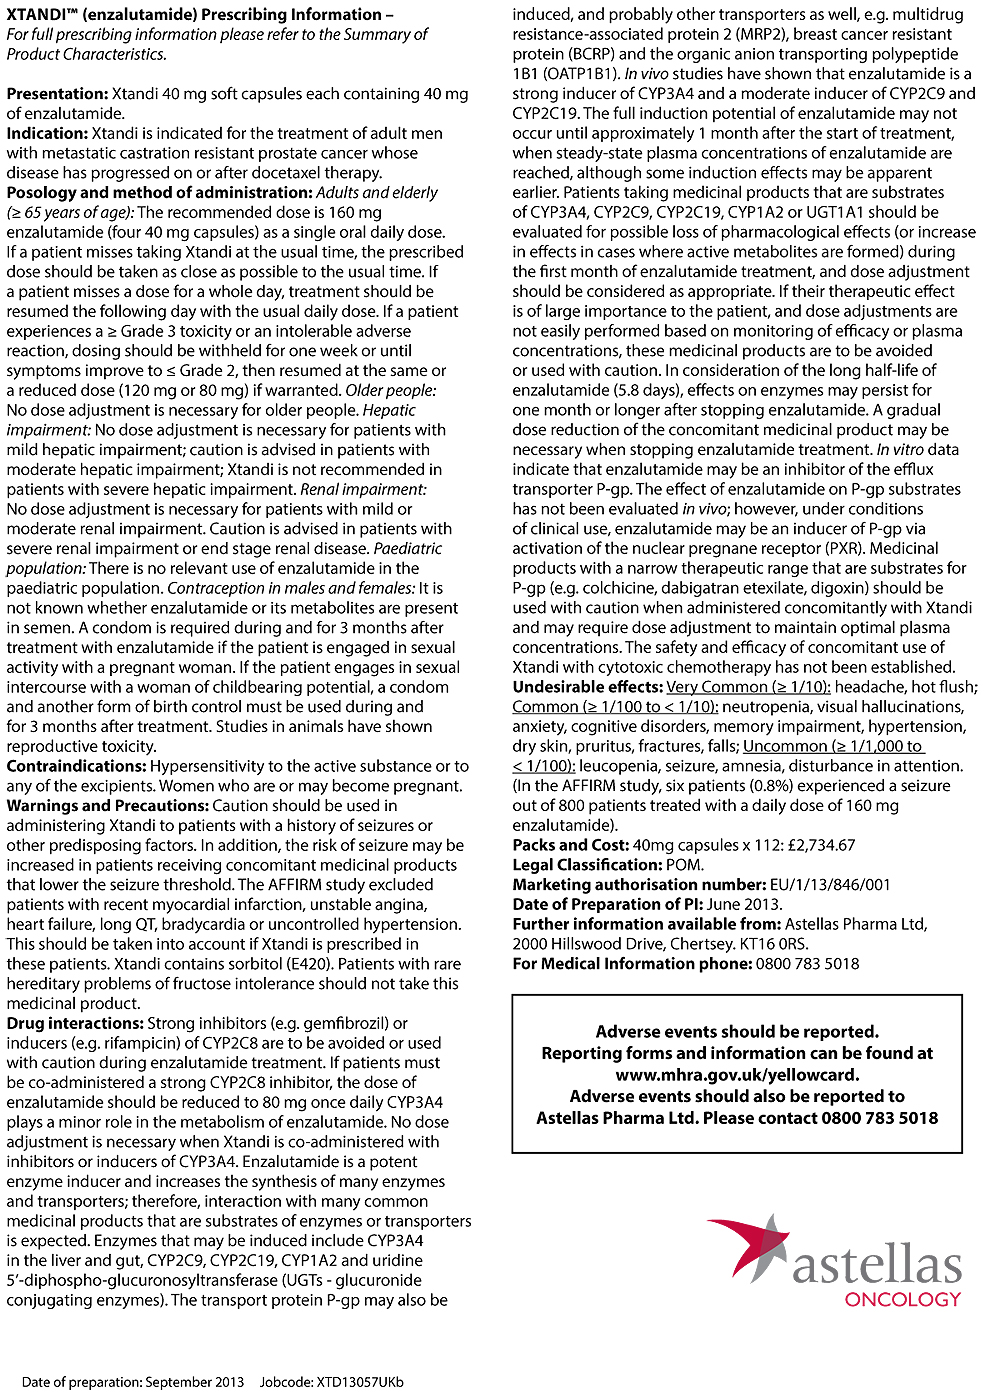 XTANDI™ (enzalutamide) Prescribing Information –
For full prescribing information please refer to the Summary of
Product Characteristics.
Presentation: Xtandi 40 mg soft capsules each containing 40 mg
of enzalutamide.
Indication: Xtandi is indicated for the treatment of adult men
with metastatic castration resistant prostate cancer whose
disease has progressed on or after docetaxel therapy.
Posology and method of administration: Adults and elderly
(≥ 65 years of age): The recommended dose is 160 mg
enzalutamide (four 40 mg capsules) as a single oral daily dose.
If a patient misses taking Xtandi at the usual time, the prescribed
dose should be taken as close as possible to the usual time. If
a patient misses a dose for a whole day, treatment should be
resumed the following day with the usual daily dose. If a patient
experiences a ≥ Grade 3 toxicity or an intolerable adverse
reaction, dosing should be withheld for one week or until
symptoms improve to ≤ Grade 2, then resumed at the same or
a reduced dose (120 mg or 80 mg) if warranted. Older people:
No dose adjustment is necessary for older people. Hepatic
impairment: No dose adjustment is necessary for patients with
mild hepatic impairment; caution is advised in patients with
moderate hepatic impairment; Xtandi is not recommended in
patients with severe hepatic impairment. Renal impairment:
No dose adjustment is necessary for patients with mild or
moderate renal impairment. Caution is advised in patients with
severe renal impairment or end stage renal disease. Paediatric
population: There is no relevant use of enzalutamide in the
paediatric population. Contraception in males and females: It is
not known whether enzalutamide or its metabolites are present
in semen. A condom is required during and for 3 months after
treatment with enzalutamide if the patient is engaged in sexual
activity with a pregnant woman. If the patient engages in sexual
intercourse with a woman of childbearing potential, a condom
and another form of birth control must be used during and
for 3 months after treatment. Studies in animals have shown
reproductive toxicity.
Contraindications: Hypersensitivity to the active substance or to
any of the excipients. Women who are or may become pregnant.
Warnings and Precautions: Caution should be used in
administering Xtandi to patients with a history of seizures or
other predisposing factors. In addition, the risk of seizure may be
increased in patients receiving concomitant medicinal products
that lower the seizure threshold. The AFFIRM study excluded
patients with recent myocardial infarction, unstable angina,
heart failure, long QT, bradycardia or uncontrolled hypertension.
This should be taken into account if Xtandi is prescribed in
these patients. Xtandi contains sorbitol (E420). Patients with rare
hereditary problems of fructose intolerance should not take this
medicinal product.
Drug interactions: Strong inhibitors (e.g. gemfibrozil) or
inducers (e.g. rifampicin) of CYP2C8 are to be avoided or used
with caution during enzalutamide treatment. If patients must
be co-administered a strong CYP2C8 inhibitor, the dose of
enzalutamide should be reduced to 80 mg once daily CYP3A4
plays a minor role in the metabolism of enzalutamide. No dose
adjustment is necessary when Xtandi is co-administered with
inhibitors or inducers of CYP3A4. Enzalutamide is a potent
enzyme inducer and increases the synthesis of many enzymes
and transporters; therefore, interaction with many common
medicinal products that are substrates of enzymes or transporters
is expected. Enzymes that may be induced include CYP3A4
in the liver and gut, CYP2C9, CYP2C19, CYP1A2 and uridine
5’-diphospho-glucuronosyltransferase (UGTs - glucuronide
conjugating enzymes). The transport protein P-gp may also be
induced, and probably other transporters as well, e.g. multidrug
resistance-associated protein 2 (MRP2), breast cancer resistant
protein (BCRP) and the organic anion transporting polypeptide
1B1 (OATP1B1). In vivo studies have shown that enzalutamide is a
strong inducer of CYP3A4 and a moderate inducer of CYP2C9 and
CYP2C19. The full induction potential of enzalutamide may not
occur until approximately 1 month after the start of treatment,
when steady-state plasma concentrations of enzalutamide are
reached, although some induction effects may be apparent
earlier. Patients taking medicinal products that are substrates
of CYP3A4, CYP2C9, CYP2C19, CYP1A2 or UGT1A1 should be
evaluated for possible loss of pharmacological effects (or increase
in effects in cases where active metabolites are formed) during
the first month of enzalutamide treatment, and dose adjustment
should be considered as appropriate. If their therapeutic effect
is of large importance to the patient, and dose adjustments are
not easily performed based on monitoring of efficacy or plasma
concentrations, these medicinal products are to be avoided
or used with caution. In consideration of the long half-life of
enzalutamide (5.8 days), effects on enzymes may persist for
one month or longer after stopping enzalutamide. A gradual
dose reduction of the concomitant medicinal product may be
necessary when stopping enzalutamide treatment. In vitro data
indicate that enzalutamide may be an inhibitor of the efflux
transporter P-gp. The effect of enzalutamide on P-gp substrates
has not been evaluated in vivo; however, under conditions
of clinical use, enzalutamide may be an inducer of P-gp via
activation of the nuclear pregnane receptor (PXR). Medicinal
products with a narrow therapeutic range that are substrates for
P-gp (e.g. colchicine, dabigatran etexilate, digoxin) should be
used with caution when administered concomitantly with Xtandi
and may require dose adjustment to maintain optimal plasma
concentrations. The safety and efficacy of concomitant use of
Xtandi with cytotoxic chemotherapy has not been established.
Undesirable effects: Very Common (≥ 1/10): headache, hot flush;
Common (≥ 1/100 to < 1/10): neutropenia, visual hallucinations,
anxiety, cognitive disorders, memory impairment, hypertension,
dry skin, pruritus, fractures, falls; Uncommon (≥ 1/1,000 to
< 1/100): leucopenia, seizure, amnesia, disturbance in attention.
(In the AFFIRM study, six patients (0.8%) experienced a seizure
out of 800 patients treated with a daily dose of 160 mg
enzalutamide).
Packs and Cost: 40mg capsules x 112: £2,734.67
Legal Classification: POM.
Marketing authorisation number: EU/1/13/846/001
Date of Preparation of PI: June 2013.
Further information available from: Astellas Pharma Ltd,
2000 Hillswood Drive, Chertsey. KT16 0RS.
For Medical Information phone: 0800 783 5018
Adverse events should be reported.
Reporting forms and information can be found at
www.mhra.gov.uk/yellowcard.
Adverse events should also be reported to
Astellas Pharma Ltd. Please contact 0800 783 5018
astellas
ONCOLOGY
Date of preparation: September 2013 Jobcode: XTD13057UKb